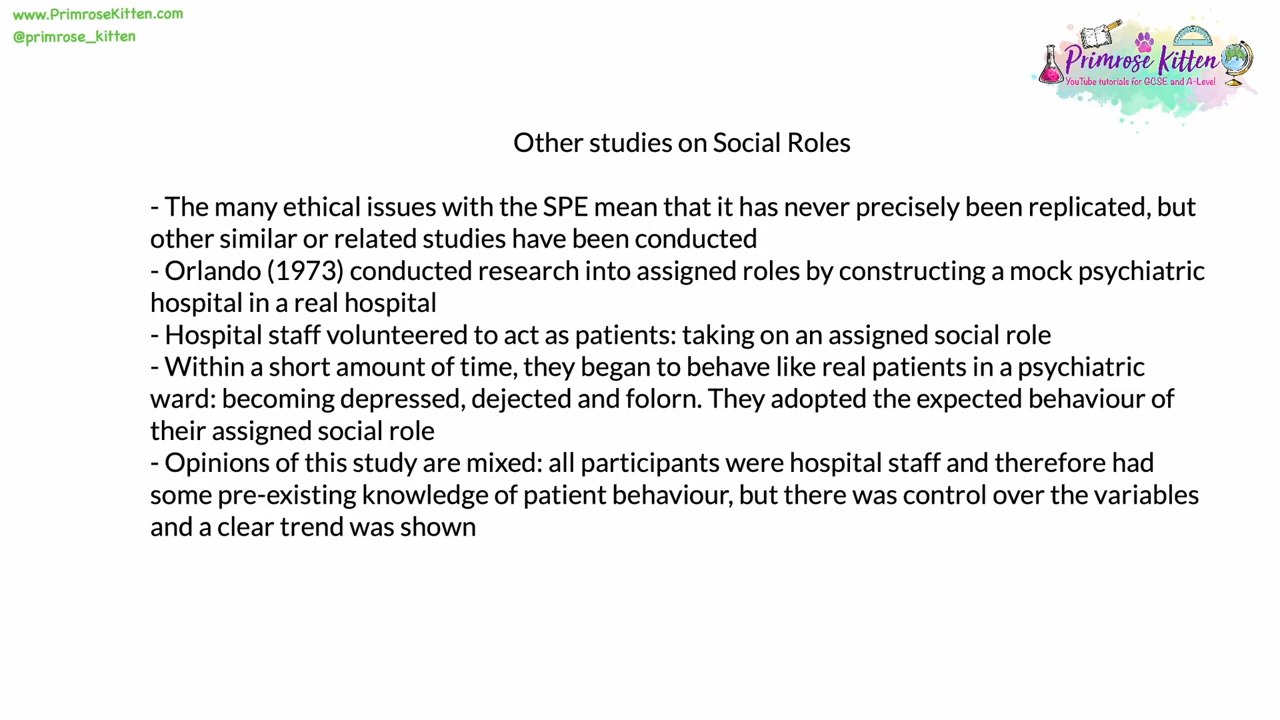 www.PrimroseKitten.com
@primrose_kitten
Primrose Kitten
YouTube tutorials for GCSE and A-Level
Other studies on Social Roles
- The many ethical issues with the SPE mean that it has never precisely been replicated, but
other similar or related studies have been conducted
- Orlando (1973) conducted research into assigned roles by constructing a mock psychiatric
hospital in a real hospital
- Hospital staff volunteered to act as patients: taking on an assigned social role
- Within a short amount of time, they began to behave like real patients in a psychiatric
ward: becoming depressed, dejected and folorn. They adopted the expected behaviour of
their assigned social role
- Opinions of this study are mixed: all participants were hospital staff and therefore had
some pre-existing knowledge of patient behaviour, but there was control over the variables
and a clear trend was shown